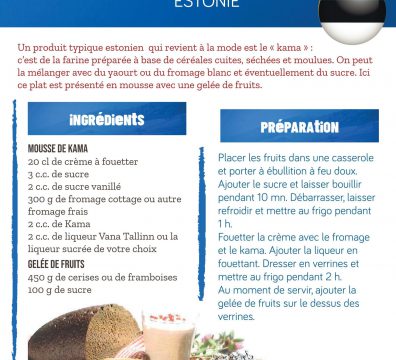 ESTONIE
Un produit typique estonien qui revient à la mode est le « kama » :
c'est de la farine préparée à base de céréales cuites, séchées et moulues. On peut
la mélanger avec du yaourt ou du fromage blanc et éventuellement du sucre. Ici
ce plat est présenté en mousse avec une gelée de fruits.
INGRÉDIENTS
MOUSSE DE KAMA
20 cl de crème à fouetter
3 c.c. de sucre
2 c.c. de sucre vanillé
300 g de fromage cottage ou autre
fromage frais
2 c.c. de Kama
2 c.c. de liqueur Vana Tallinn ou la
liqueur sucrée de votre choix
GELÉE DE FRUITS
450 g de cerises ou de framboises
100 g de sucre
PRÉPARATION
Placer les fruits dans une casserole
et porter à ébullition à feu doux.
Ajouter le sucre et laisser bouillir
pendant 10 mn. Débarrasser, laisser
refroidir et mettre au frigo pendant
1 h.
Fouetter la crème avec le fromage
et le kama. Ajouter la liqueur en
fouettant. Dresser en verrines et
mettre au frigo pendant 2 h.
Au moment de servir, ajouter la
gelée de fruits sur le dessus des
verrines.